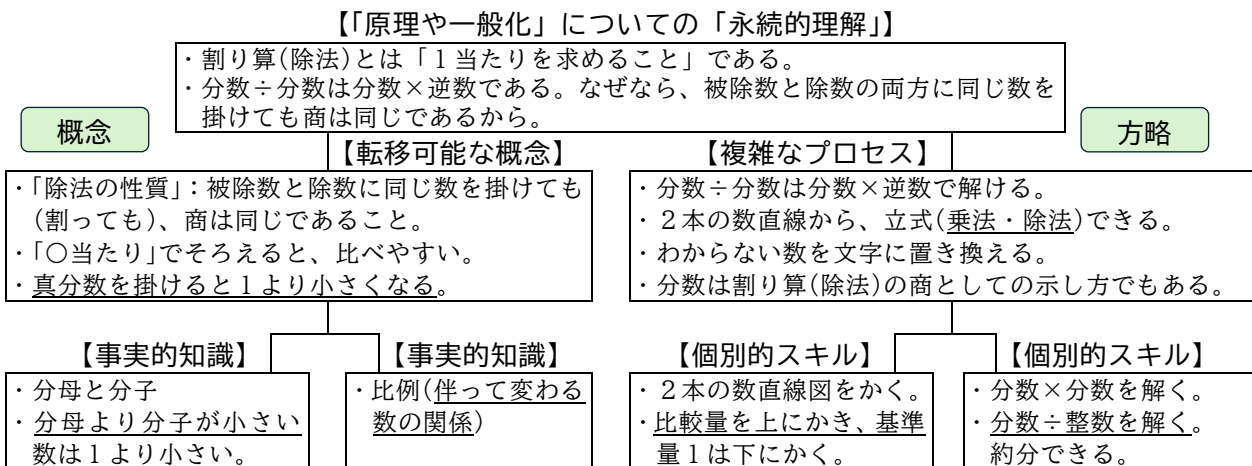 【「原理や一般化」についての「永続的理解」】
・割り算(除法)とは「１当たりを求めること」である。
・分数÷分数は分数×逆数である。なぜなら、被除数と除数の両方に同じ数を
掛けても商は同じであるから。
概念
方略
【転移可能な概念】
・「除法の性質」：被除数と除数に同じ数を掛けても
(割っても)、商は同じであること。
・「○当たり」でそろえると、比べやすい。
・真分数を掛けると１より小さくなる。
【複雑なプロセス】
・分数÷分数は分数×逆数で解ける。
・２本の数直線から、立式(乗法・除法)できる。
・わからない数を文字に置き換える。
・分数は割り算(除法)の商としての示し方でもある。
【事実的知識】
・分母と分子
・分母より分子が小さい
数は１より小さい。
【事実的知識】
・比例(伴って変わる
数の関係)
【個別的スキル】
・２本の数直線図をかく。
・比較量を上にかき、基準
量１は下にかく。
【個別的スキル】
・分数×分数を解く。
・分数÷整数を解く。
約分できる。